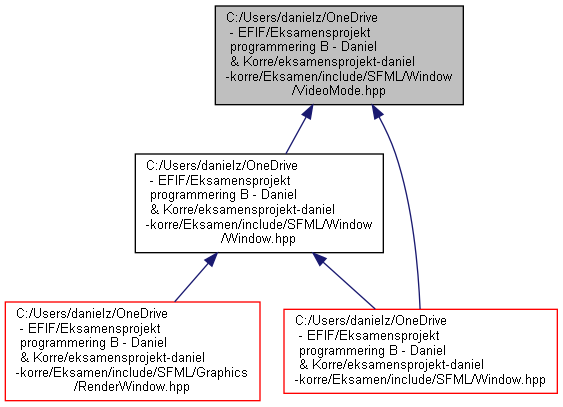 C:/Users/danielz/OneDrive
- EFIF/Eksamensprojekt
programmering B - Daniel
& Korre/eksamensprojekt-daniel
-korre/Eksamen/include/SFML/Window
/VideoMode.hpp
C:/Users/danielz/OneDrive
- EFIF/Eksamensprojekt
programmering B - Daniel
& Korre/eksamensprojekt-daniel
-korre/Eksamen/include/SFML/Window
/Window.hpp
C:/Users/danielz/OneDrive
- EFIF/Eksamensprojekt
programmering B - Daniel
& Korre/eksamensprojekt-daniel
-korre/Eksamen/include/SFML/Graphics
/RenderWindow.hpp
C:/Users/danielz/OneDrive
- EFIF/Eksamensprojekt
programmering B - Daniel
& Korre/eksamensprojekt-daniel
-korre/Eksamen/include/SFML/Window.hpp